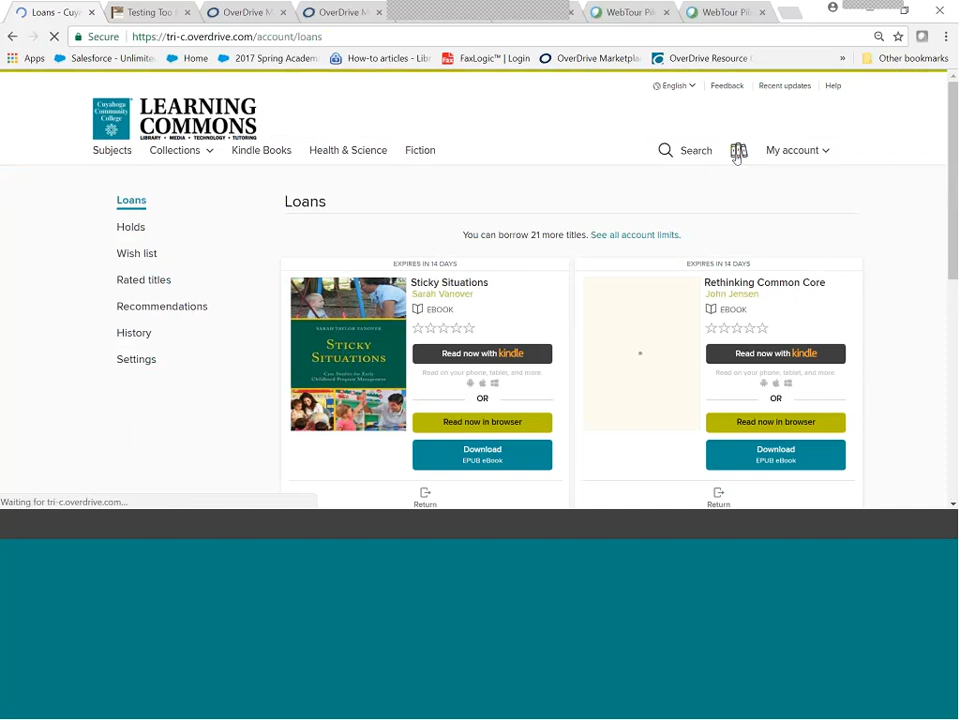 Loans - Cuya
Testing Too
OverDrive M
OverDrive M
WebTour Pil
WebTour Pil
Secure
https://tri-c.overdrive.com/account/loans
Apps
Salesforce - Unlimite
Home
2017 Spring Academ
How-to articles - Libr
FaxLogic™ | Login
OverDrive Marketpla
OverDrive Resource C
»
Other bookmarks
English
Feedback
Recent updates
Help
Cuyahoga Community College
LEARNING
COMMONS
LIBRARY • MEDIA • TECHNOLOGY • TUTORING
Subjects
Collections
Kindle Books
Health & Science
Fiction
Search
My account
Loans
Holds
Wish list
Rated titles
Recommendations
History
Settings
Loans
You can borrow 21 more titles. See all account limits.
EXPIRES IN 14 DAYS
Sticky Situations
Sarah Vanover
EBOOK
SARAH TAYLOR VANOVER
STICKY
SITUATIONS
Case Studies for Early
Childhood Program Management
Read now with kindle
Read on your phone, tablet, and more.
OR
Read now in browser
Download
EPUB eBook
Return
EXPIRES IN 14 DAYS
Rethinking Common Core
John Jensen
EBOOK
Read now with kindle
Read on your phone, tablet, and more.
OR
Read now in browser
Download
EPUB eBook
Return
Waiting for tri-c.overdrive.com...